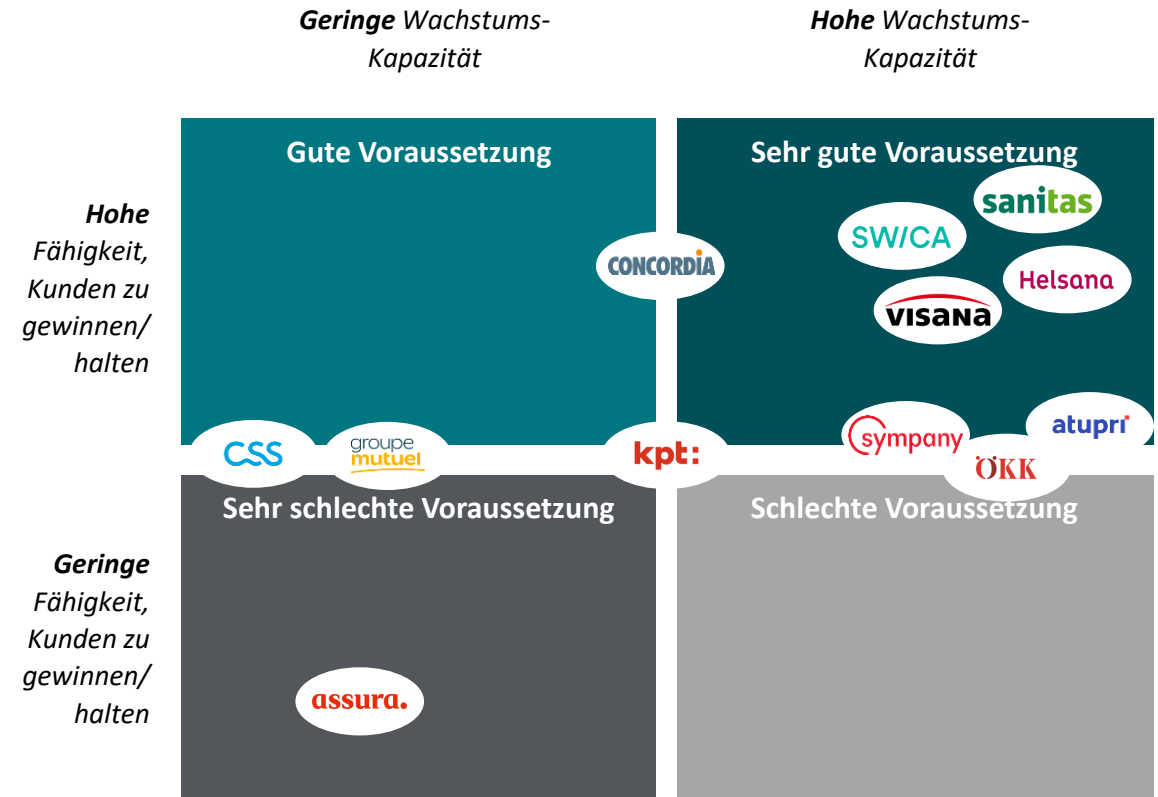 Geringe Wachstums-
Kapazität
Hohe Wachstums-
Kapazität
Gute Voraussetzung
Sehr gute Voraussetzung
Hohe
Fähigkeit,
Kunden zu
gewinnen/
halten
sanitas
SWICA
CONCORDIA
Helsana
VISANA
CSS
groupe
mutuel
kpt:
sympany
atupri
ÖKK
Sehr schlechte Voraussetzung
Schlechte Voraussetzung
Geringe
Fähigkeit,
Kunden zu
gewinnen/
halten
assura.